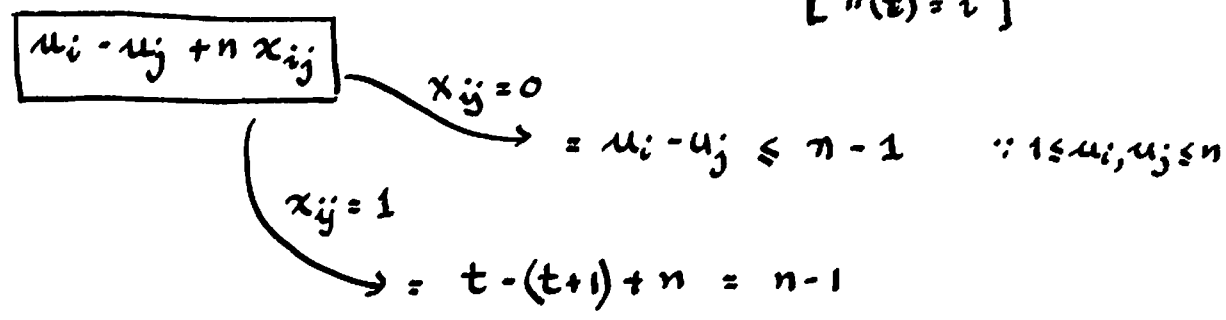 [ π(t) = i ]
u_i - u_j + n x_ij
x_ij = 0
= u_i - u_j ≤ n - 1 ∵ 1 ≤ u_i, u_j ≤ n
x_ij = 1
= t - (t+1) + n = n-1